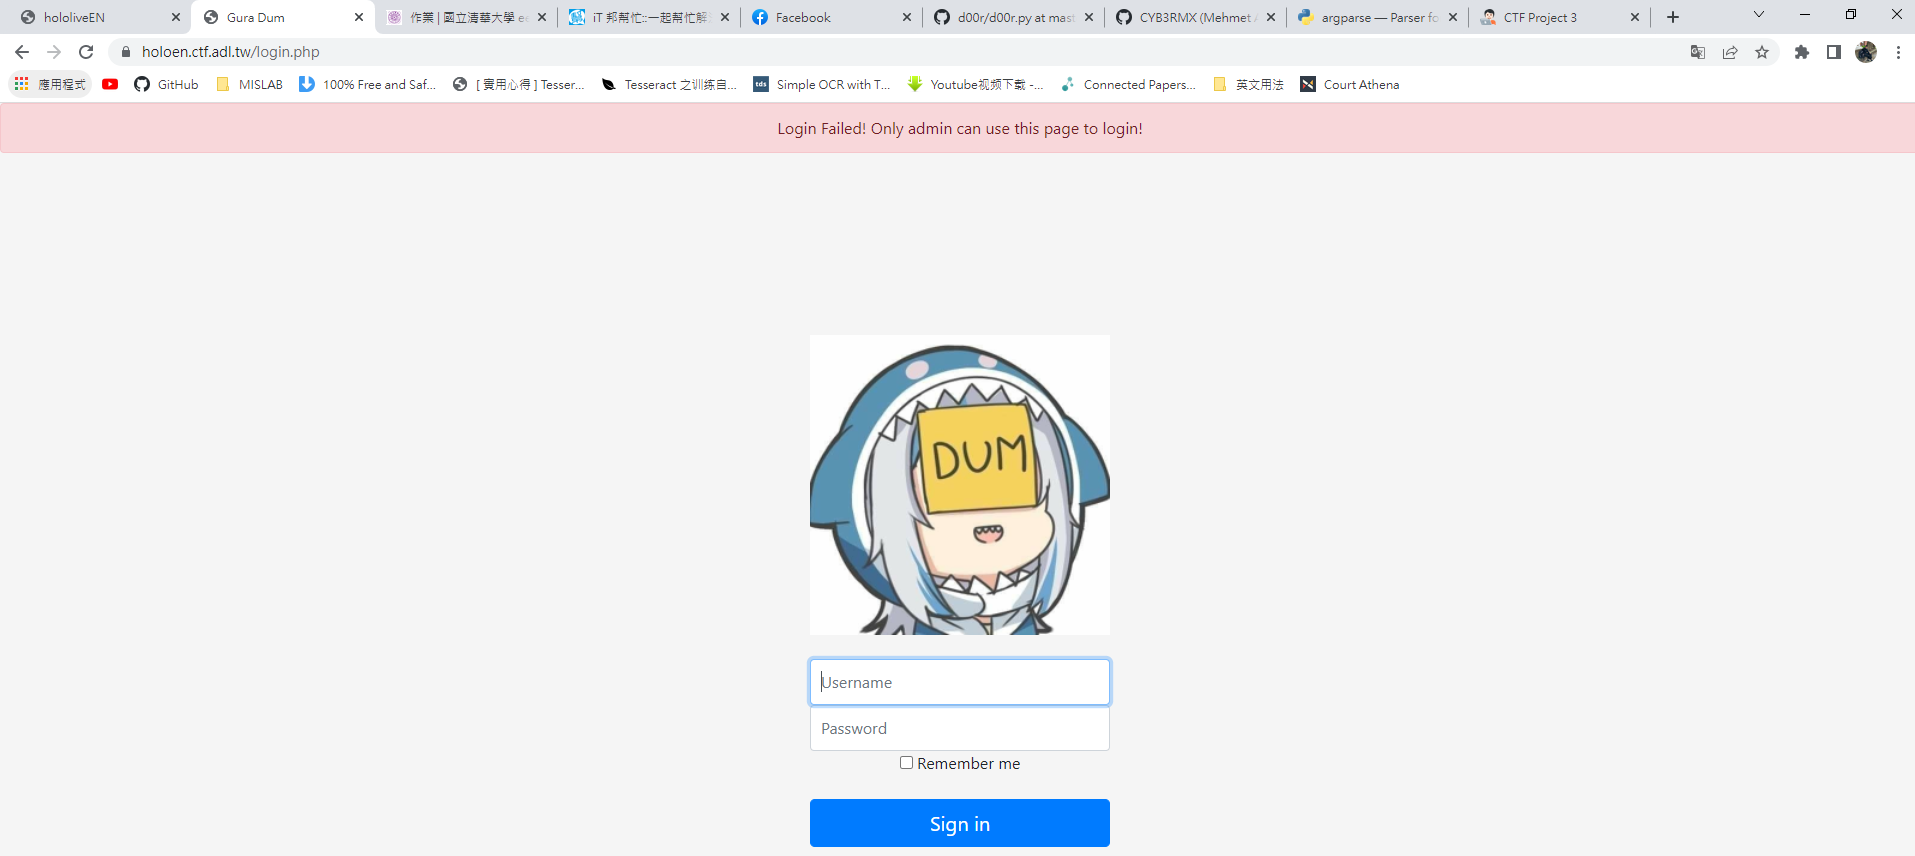 hololiveEN
Gura Dum
作業 | 國立清華大學 ee
iT 邦幫忙::一起幫忙解
Facebook
d00r/d00r.py at mast
CYB3RMX (Mehmet A
argparse — Parser fo
CTF Project 3
holoen.ctf.adl.tw/login.php
應用程式
GitHub
MISLAB
100% Free and Saf...
[ 實用心得 ] Tesser...
Tesseract 之训练自...
tds
Simple OCR with T...
Youtube视频下载 -...
Connected Papers...
英文用法
Court Athena
Login Failed! Only admin can use this page to login!
DUM
Username
Password
Remember me
Sign in